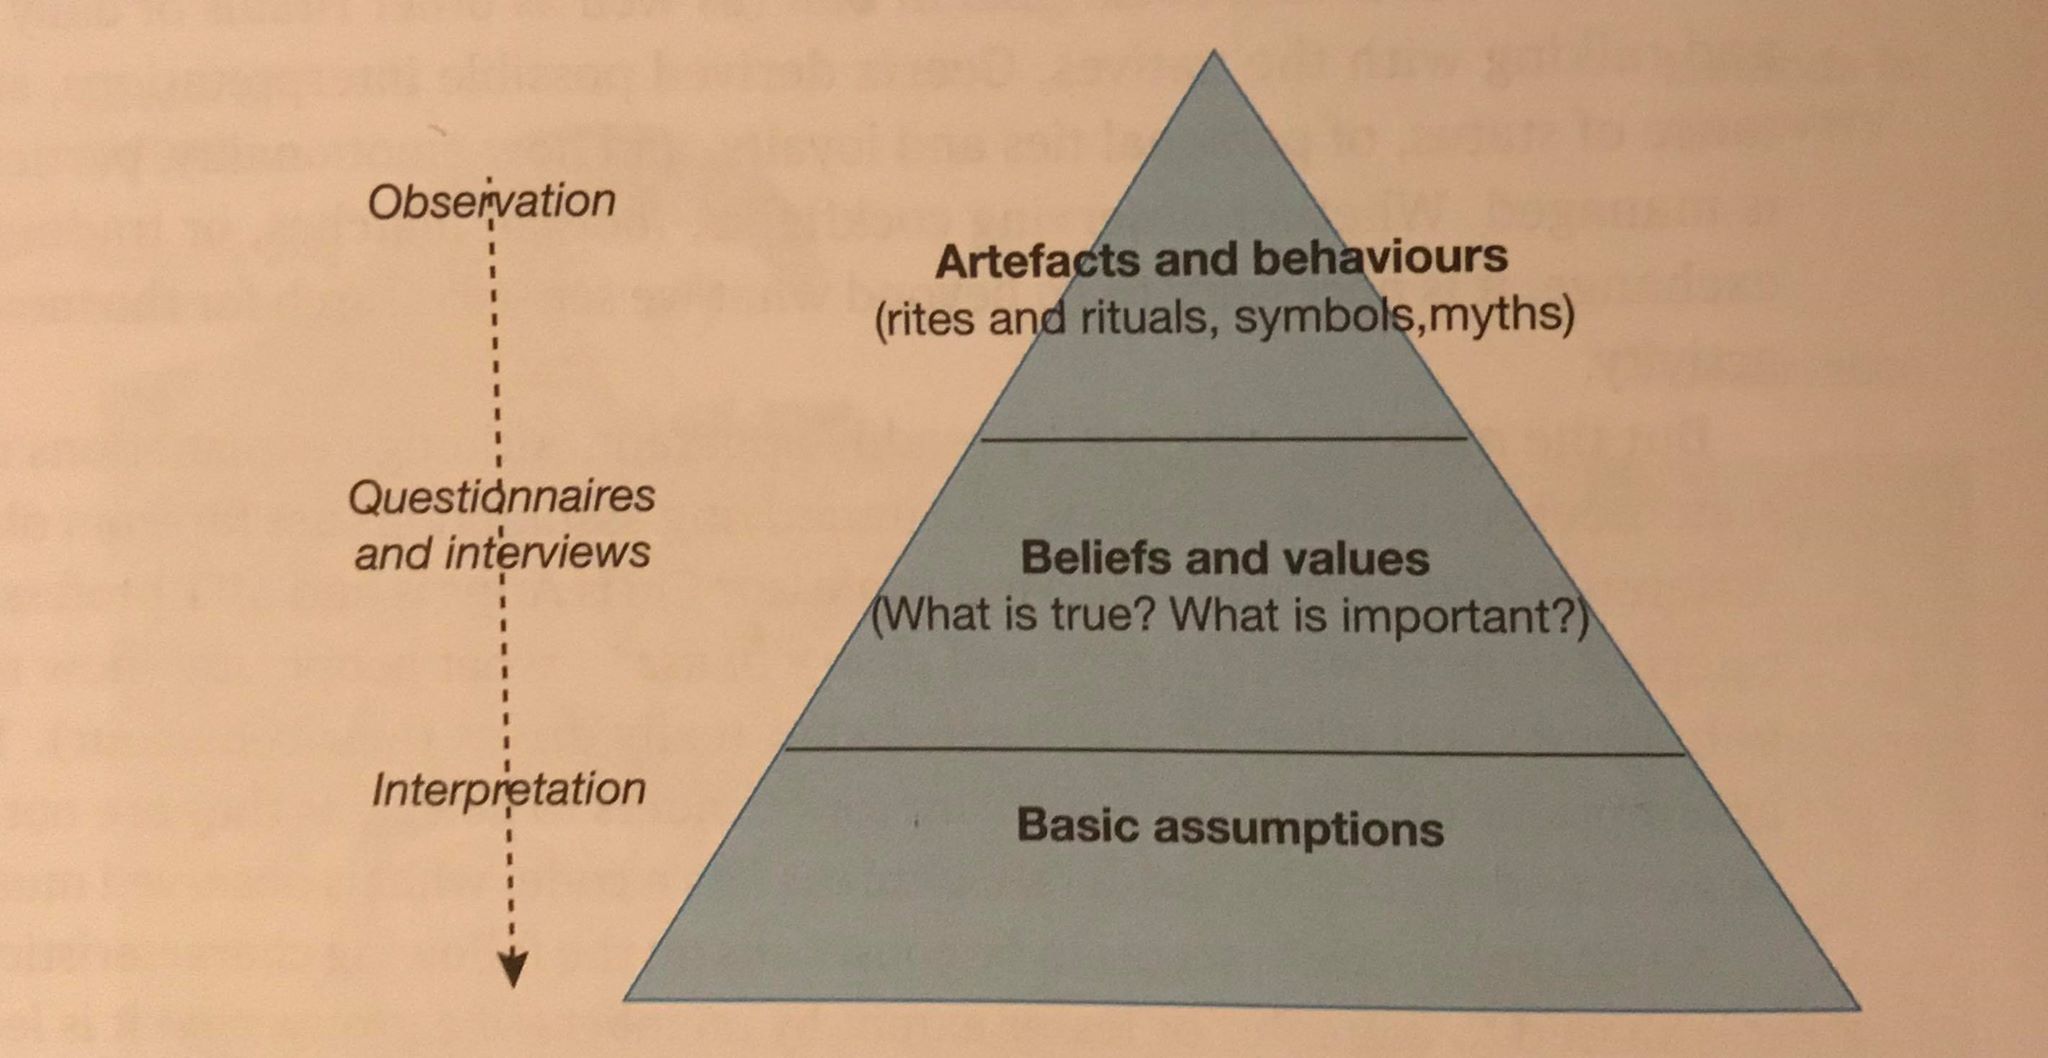 Observation
Artefacts and behaviours
(rites and rituals, symbols,myths)
Questionnaires
and interviews
Beliefs and values
(What is true? What is important?)
Interpretation
Basic assumptions